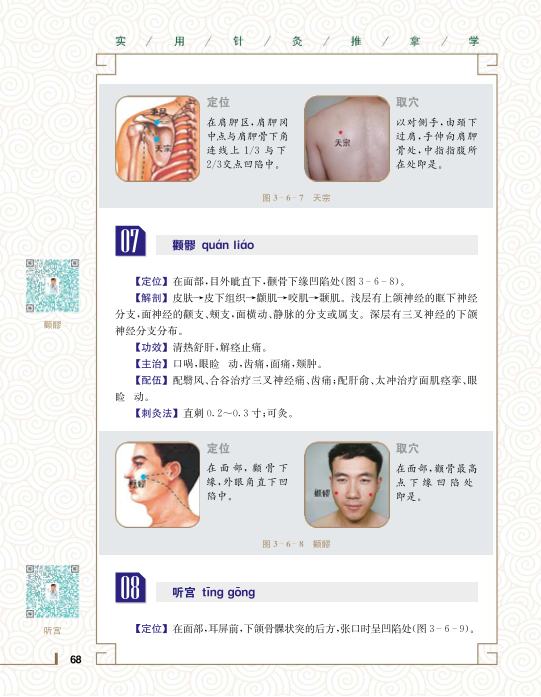 实 / 用 / 针 / 灸 / 推 / 拿 / 学
定位
在肩胛区，肩胛冈
中点与肩胛骨下角
连线上 1/3 与下
2/3交点凹陷中。
天宗
取穴
以对侧手，由颈下
过肩，手伸向肩胛
骨处，中指指腹所
在处即是。
天宗
图 3-6-7 天宗
07 颧髎 quán liáo
【定位】在面部，目外眦直下，颧骨下缘凹陷处（图 3-6-8）。
【解剖】皮肤→皮下组织→颧肌→咬肌→颞肌。浅层有上颌神经的眶下神经
分支，面神经的颧支、颊支，面横动、静脉的分支或属支。深层有三叉神经的下颌
神经分支分布。
【功效】清热舒肝，解痉止痛。
【主治】口㖞，眼睑 动，齿痛，面痛，颊肿。
【配伍】配翳风、合谷治疗三叉神经痛、齿痛；配肝俞、太冲治疗面肌痉挛、眼
睑 动。
【刺灸法】直刺 0.2～0.3 寸；可灸。
颧髎
定位
在面部，颧骨下
缘，外眼角直下凹
陷中。
颧髎
取穴
在面部，颧骨最高
点下缘凹陷处
即是。
颧髎
图 3-6-8 颧髎
08 听宫 tīng gōng
【定位】在面部，耳屏前，下颌骨髁状突的后方，张口时呈凹陷处（图 3-6-9）。
听宫
68